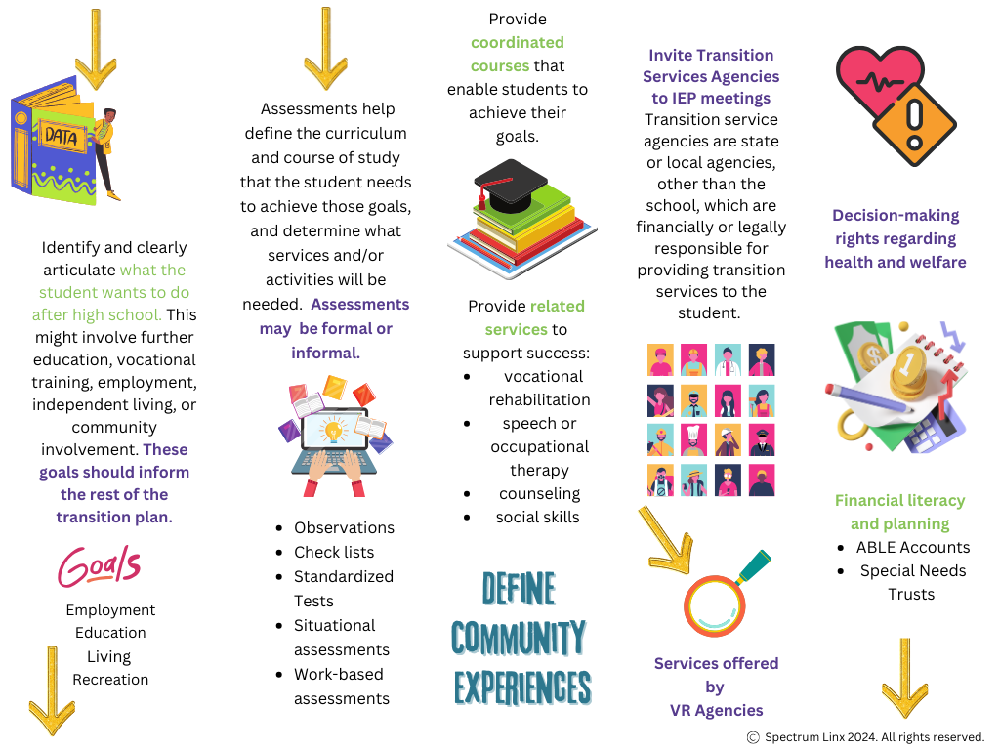 DATA
Identify and clearly
articulate what the
student wants to do
after high school. This
might involve further
education, vocational
training, employment,
independent living, or
community
involvement. These
goals should inform
the rest of the
transition plan.
Goals
Employment
Education
Living
Recreation
Assessments help
define the curriculum
and course of study
that the student needs
to achieve those goals,
and determine what
services and/or
activities will be
needed. Assessments
may be formal or
informal.
• Observations
• Check lists
• Standardized
Tests
• Situational
assessments
• Work-based
assessments
Provide
coordinated
courses that
enable students to
achieve their
goals.
Provide related
services to
support success:
• vocational
rehabilitation
• speech or
occupational
therapy
• counseling
• social skills
DEFINE
COMMUNITY
EXPERIENCES
Invite Transition
Services Agencies
to IEP meetings
Transition service
agencies are state
or local agencies,
other than the
school, which are
financially or legally
responsible for
providing transition
services to the
student.
Services offered
by
VR Agencies
Decision-making
rights regarding
health and welfare
$
1
Financial literacy
and planning
• ABLE Accounts
• Special Needs
Trusts
© Spectrum Linx 2024. All rights reserved.